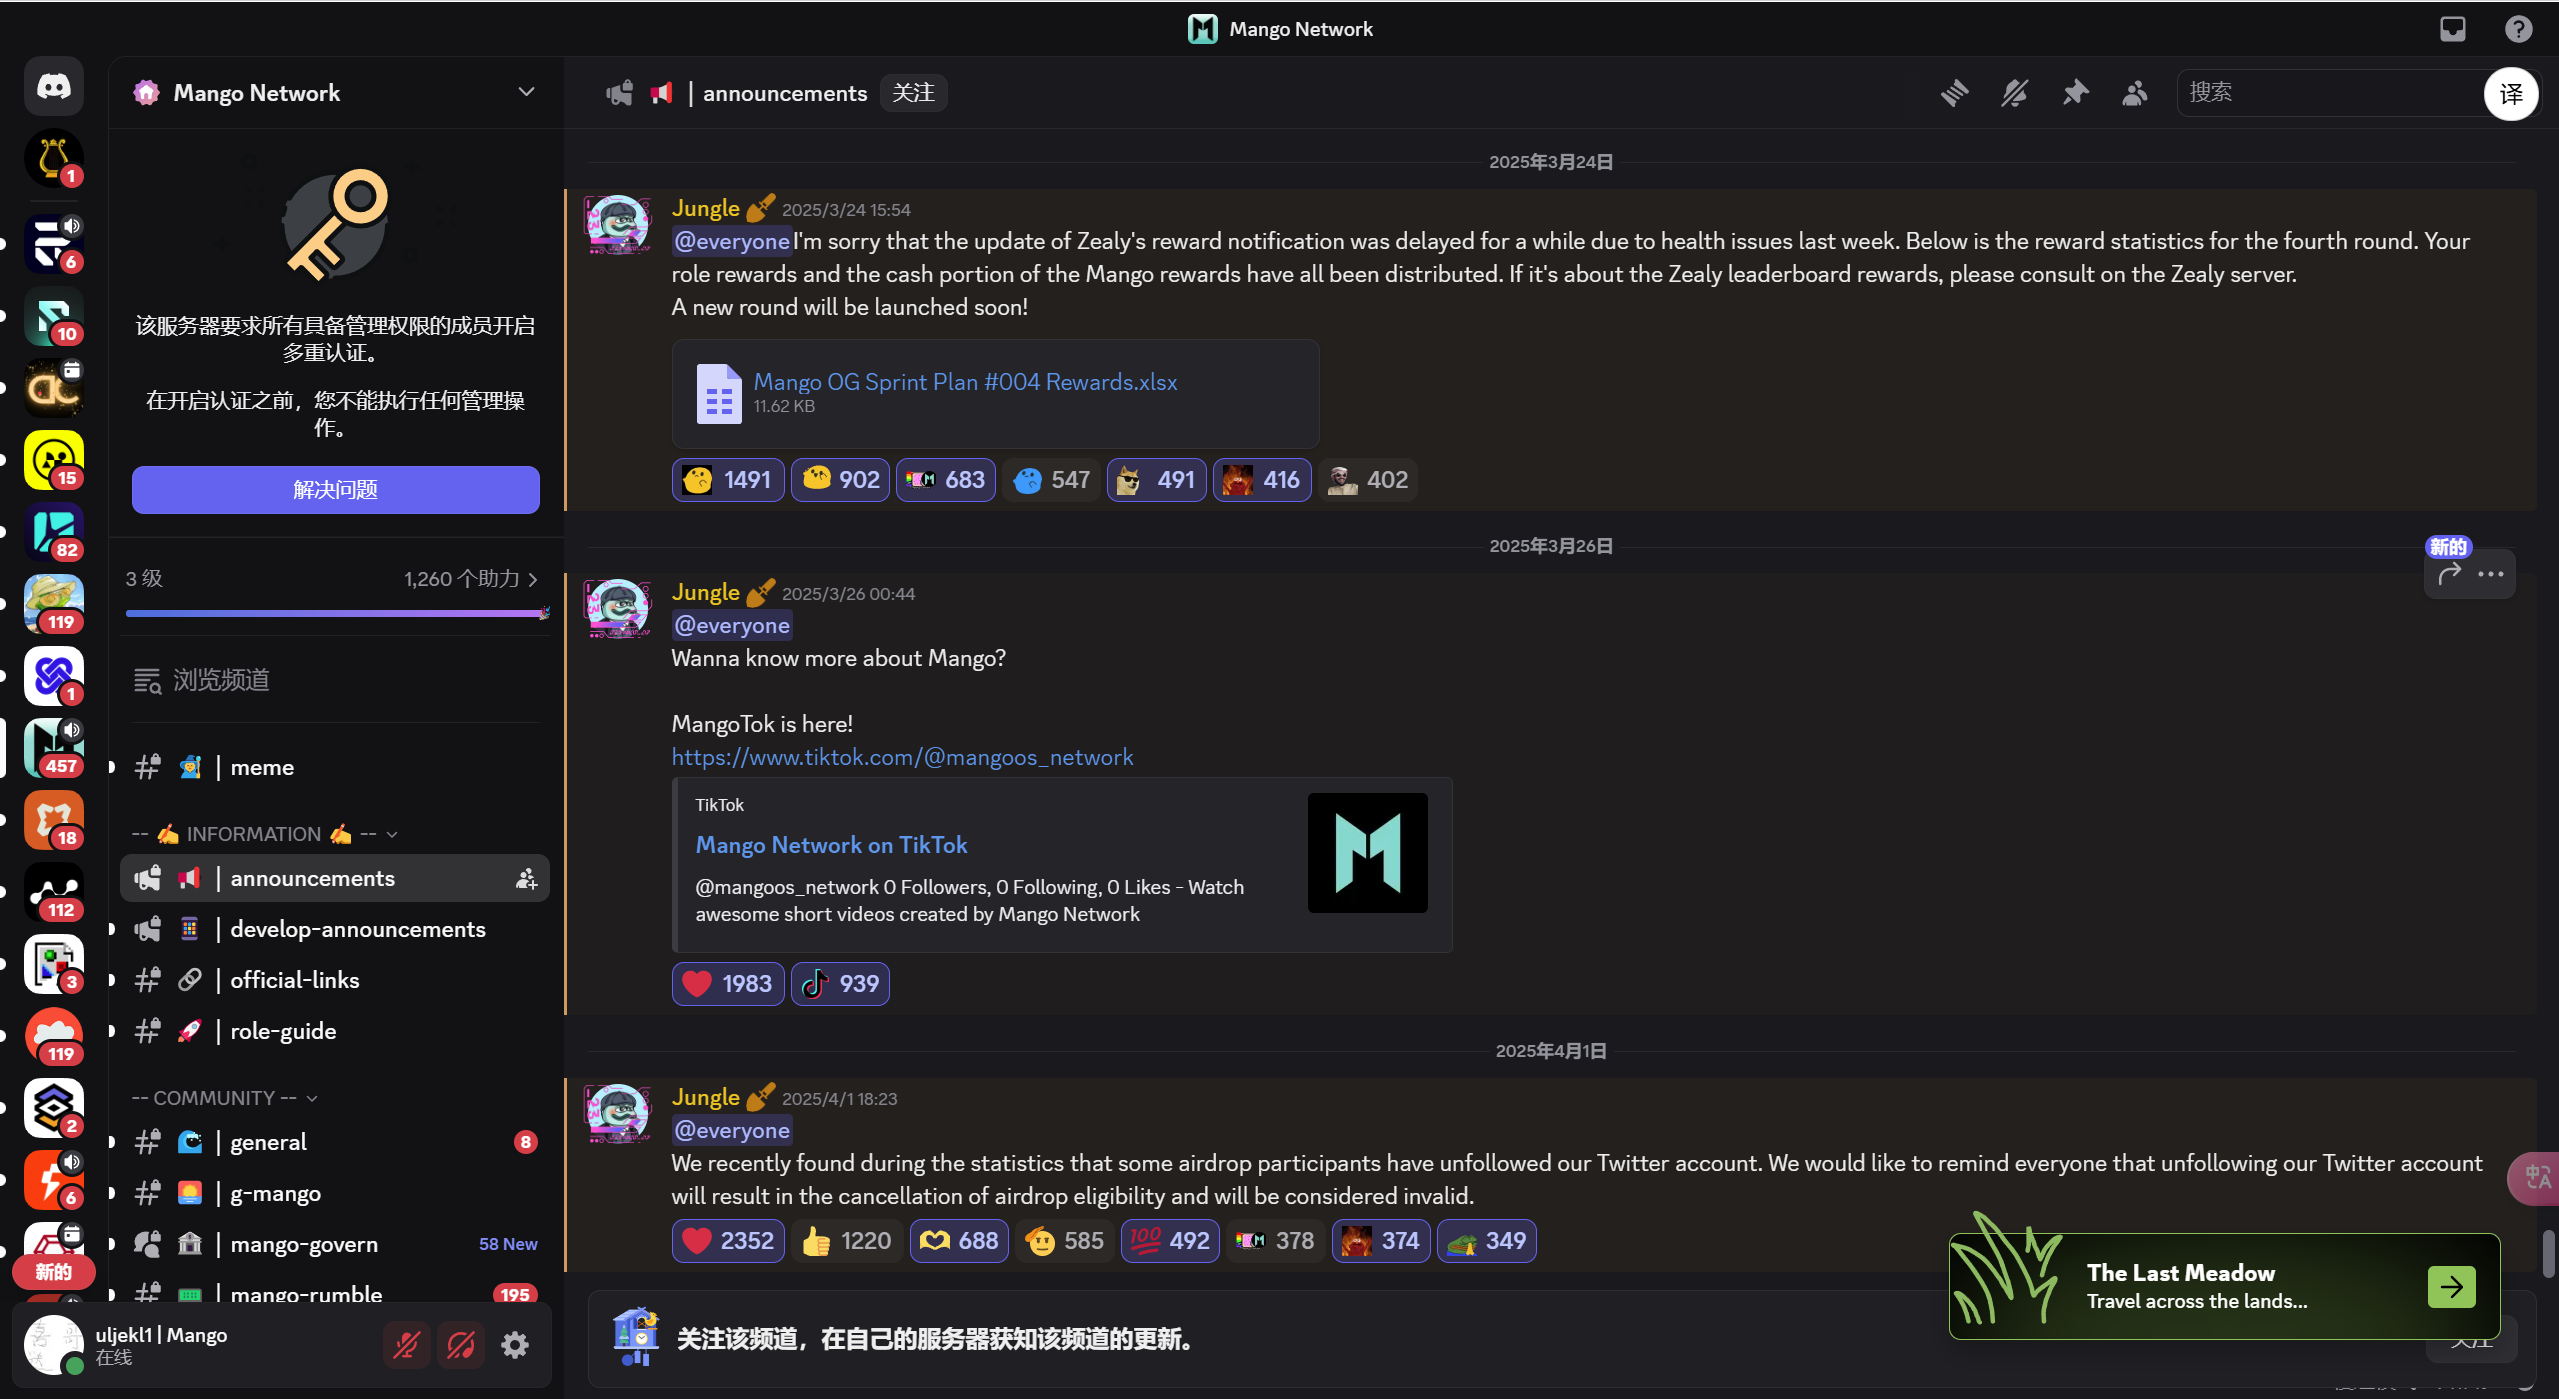 Mango Network
Mango Network
该服务器要求所有具备管理权限的成员开启
多重认证。
在开启认证之前，您不能执行任何管理操
作。
解决问题
3 级
1,260 个助力
浏览频道
| meme
-- INFORMATION --
| announcements
| develop-announcements
| official-links
| role-guide
-- COMMUNITY --
| general
8
| g-mango
| mango-govern
58 New
| mango-rumble
195
uljekl1 | Mango
在线
1
6
10
15
82
119
1
457
18
112
3
119
2
6
新的
| announcements
关注
搜索
译
2025年3月24日
Jungle 2025/3/24 15:54
@everyone I'm sorry that the update of Zealy's reward notification was delayed for a while due to health issues last week. Below is the reward statistics for the fourth round. Your
role rewards and the cash portion of the Mango rewards have all been distributed. If it's about the Zealy leaderboard rewards, please consult on the Zealy server.
A new round will be launched soon!
Mango OG Sprint Plan #004 Rewards.xlsx
11.62 KB
1491 902 683 547 491 416 402
2025年3月26日
新的
Jungle 2025/3/26 00:44
@everyone
Wanna know more about Mango?
MangoTok is here!
https://www.tiktok.com/@mangoos_network
TikTok
Mango Network on TikTok
@mangoos_network 0 Followers, 0 Following, 0 Likes - Watch
awesome short videos created by Mango Network
1983 939
2025年4月1日
Jungle 2025/4/1 18:23
@everyone
We recently found during the statistics that some airdrop participants have unfollowed our Twitter account. We would like to remind everyone that unfollowing our Twitter account
will result in the cancellation of airdrop eligibility and will be considered invalid.
2352 1220 688 585 100 492 378 374 349
The Last Meadow
Travel across the lands...
关注该频道，在自己的服务器获知该频道的更新。
关注